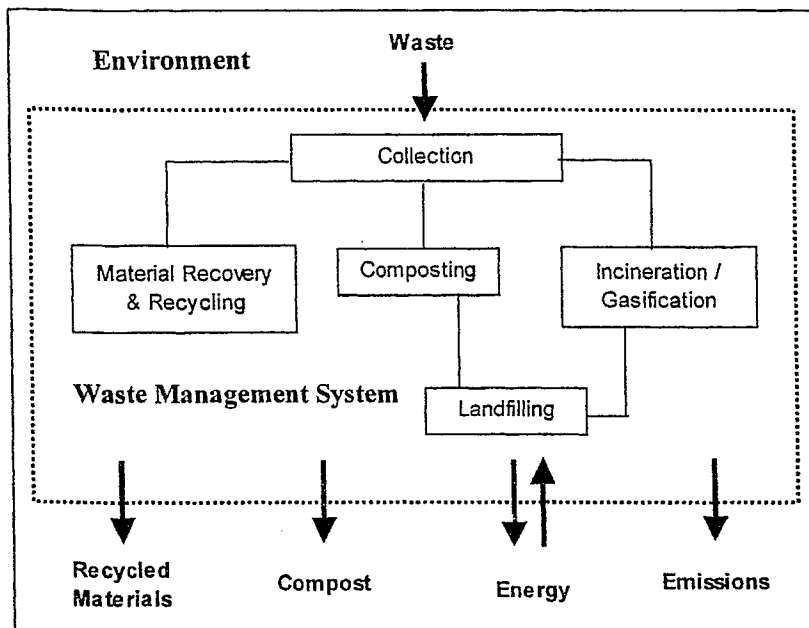 Environment
Waste
Collection
Material Recovery
& Recycling
Composting
Incineration /
Gasification
Waste Management System
Landfilling
Recycled
Materials
Compost
Energy
Emissions